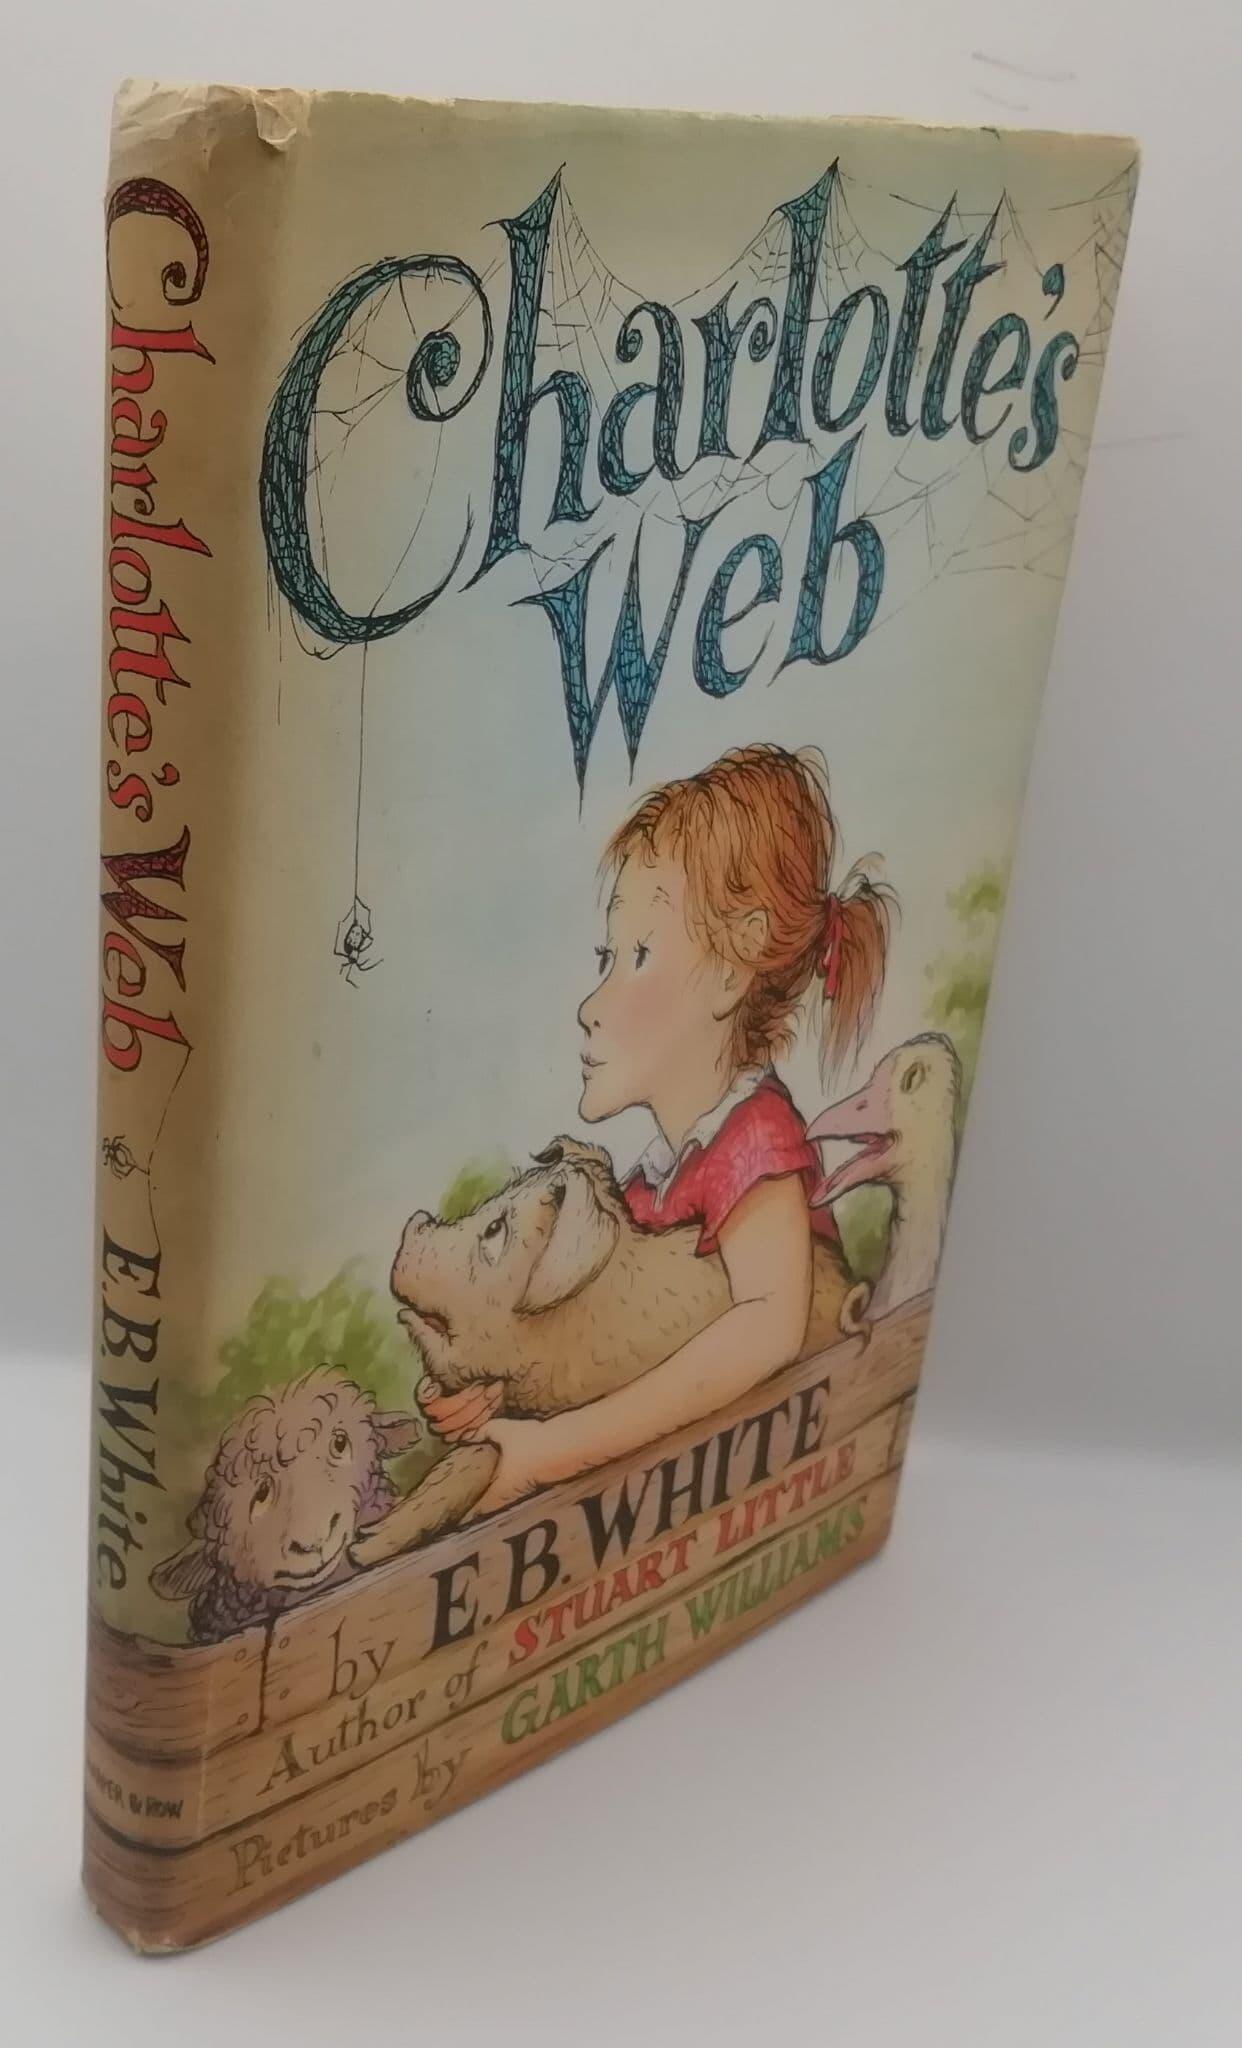 Charlotte's Web
E.B. White
HARPER & ROW
Charlotte's
Web
by E.B. WHITE
Author of STUART LITTLE
Pictures by GARTH WILLIAMS